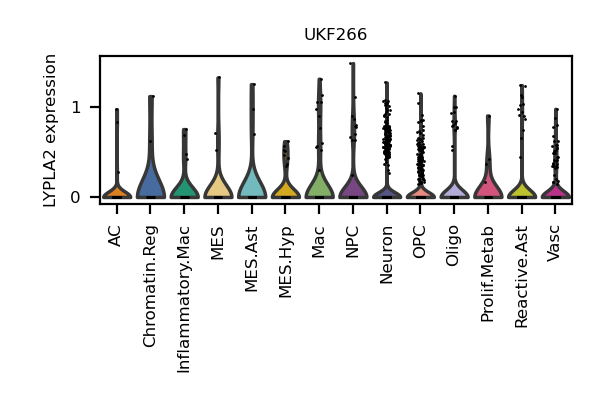 UKF266
LYPLA2 expression
1
0
AC
Chromatin.Reg
Inflammatory.Mac
MES
MES.Ast
MES.Hyp
Mac
NPC
Neuron
OPC
Oligo
Prolif.Metab
Reactive.Ast
Vasc